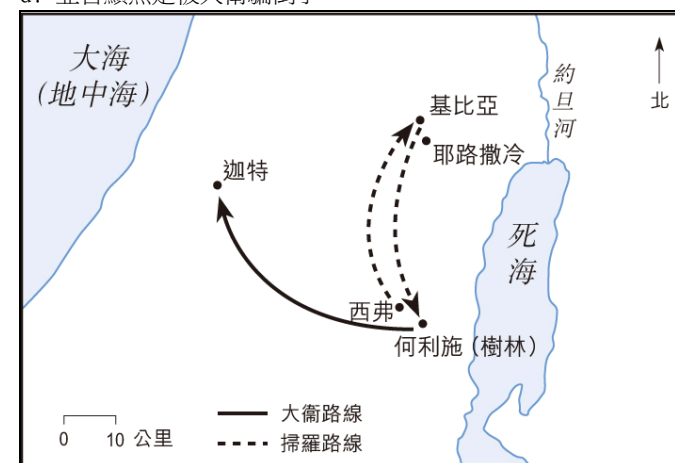 大海
(地中海)
約旦河
北
基比亞
耶路撒冷
迦特
死海
西弗
何利施(樹林)
大衞路線
0 10 公里
掃羅路線